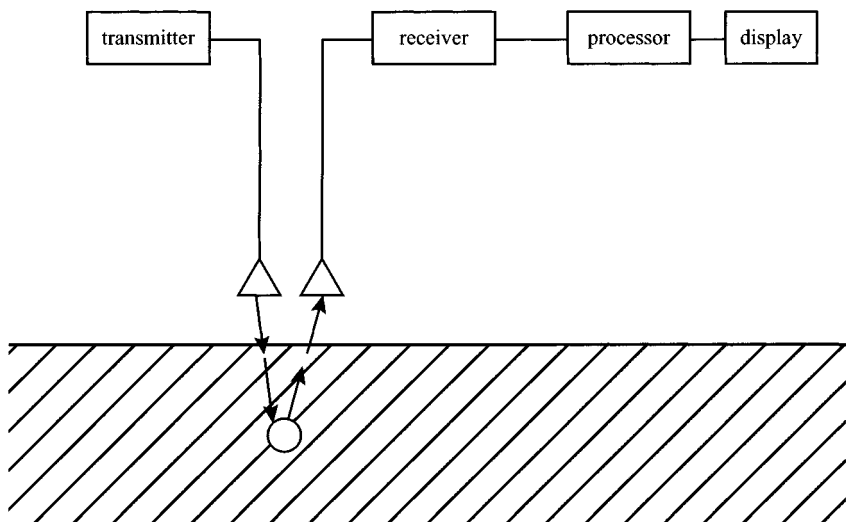 transmitter
receiver
processor
display